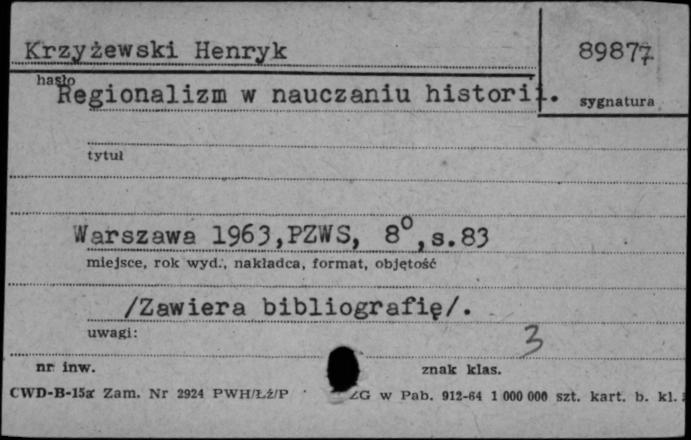 Krzyżewski Henryk
89877
hasło
Regionalizm w nauczaniu historii.
sygnatura
tytuł
Warszawa 1963, PZWS, 8°, s.83
miejsce, rok wyd., nakładca, format, objętość
/Zawiera bibliografię/.
uwagi:
3
nr inw.
znak klas.
CWD-B-15a Zam. Nr 2924 PWH/Łź/P ZG w Pab. 912-64 1 000 000 szt. kart. b. kl.